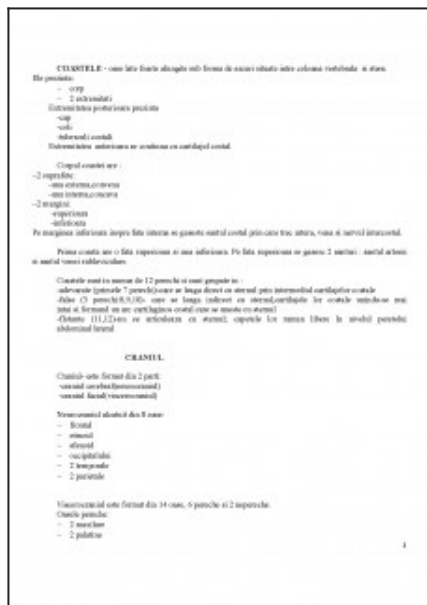 COASTELE - oase late foarte alungite sub forma de arcuri situate intre coloana vertebrala si stern.
Ele prezinta:
– corp
– 2 extremitati
Extremitatea posterioara prezinta
-cap
-colt
-tuberculi costali
Extremitatea anterioara se continua cu cartilajul costal.
Corpul coastei are :
–2 suprafete:
-una externa,convexa
-una interna,concava
–2 margini:
-superioara
-inferioara
Pe marginea inferioara inspre fata interna se gaseste santul costal prin care trec artera, vena si nervul intercostal.
Prima coasta are o fata superioara si una inferioara. Pe fata superioara se gasesc 2 santuri : santul arterei
si santul venei subclaviculare.
Coastele sunt in numar de 12 perechi si sunt grupate in :
-adevarate (primele 7 perechi)-care se leaga direct cu sternul prin intermediul cartilajelor costale
-false (3 perechi:8,9,10)- care se leaga indirect cu sternul,cartilajele lor costale unindu-se mai
intai si formand un arc cartilaginos costal care se uneste cu sternul
-flotante (11,12)-nu se articuleaza cu sternul, capetele lor raman libere la nivelul peretelui
abdominal lateral
CRANIUL
Craniul- este format din 2 parti:
-craniul cerebral(neurocraniul)
-craniul facial(viscerocraniul)
Neurocraniul alcatuit din 8 oase:
– frontal
– etmoid
– sfenoid
– occipitalului
– 2 temporale
– 2 parietale
Viscerocraniul este format din 14 oase, 6 perechi si 2 neperechi.
Oasele perechi:
– 2 maxilare
– 2 palatine
4